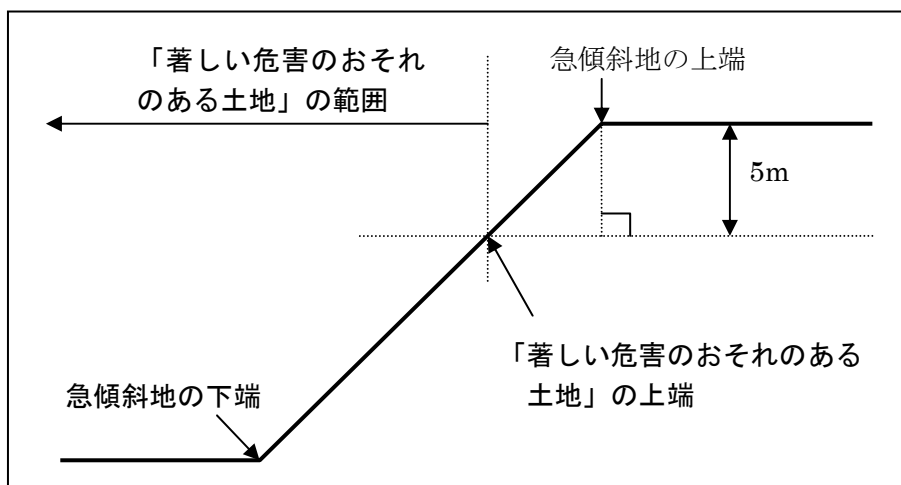 「著しい危害のおそれ
のある土地」の範囲
急傾斜地の上端
5m
「著しい危害のおそれのある
土地」の上端
急傾斜地の下端